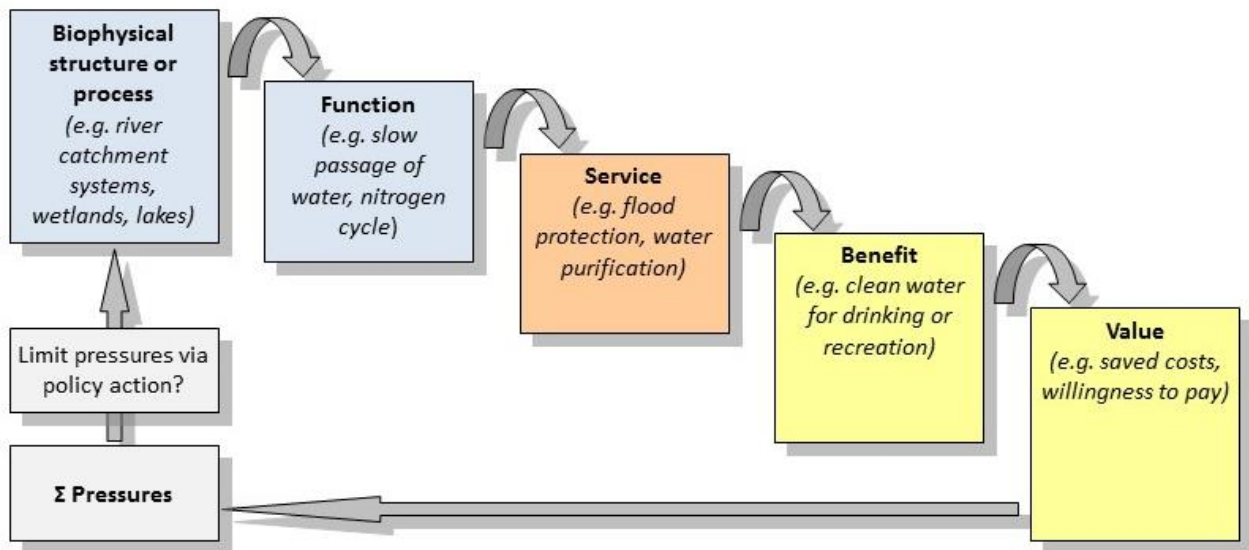 Biophysical
structure or
process
(e.g. river
catchment
systems,
wetlands, lakes)
Function
(e.g. slow
passage of
water, nitrogen
cycle)
Service
(e.g. flood
protection, water
purification)
Benefit
(e.g. clean water
for drinking or
recreation)
Value
(e.g. saved costs,
willingness to pay)
Limit pressures via
policy action?
Σ Pressures